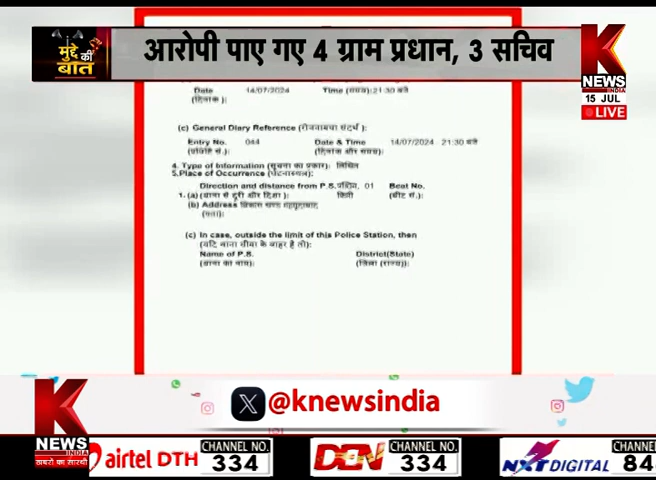 मुद्दे की बात
आरोपी पाए गए 4 ग्राम प्रधान, 3 सचिव
K NEWS INDIA
15 JUL
LIVE
Date 14/07/2024 Time (समय): 21:30 बजे
(दिनांक ):
(c) General Diary Reference (रोजनामचा संदर्भ ):
Entry No. 044 Date & Time 14/07/2024 21:30 बजे
(प्रविष्टि सं.): (दिनांक और समय):
4. Type of Information (सूचना का प्रकार): लिखित
5.Place of Occurrence (घटनास्थल):
Direction and distance from P.S. पश्चिम, 01 Beat No.
1. (a) (थाना से दूरी और दिशा): किमी (बीट सं.):
(b) Address विकास खण्ड
(पता):
(c) In case, outside the limit of this Police Station, then
(यदि थाना सीमा के बाहर है तो):
Name of P.S. District(State)
(थाना का नाम): (जिला (राज्य)):
X @knewsindia
K NEWS INDIA
खबरों का सारथी
airtel DTH CHANNEL NO. 334 DEN CHANNEL NO. 334 NXT DIGITAL CHANN 84